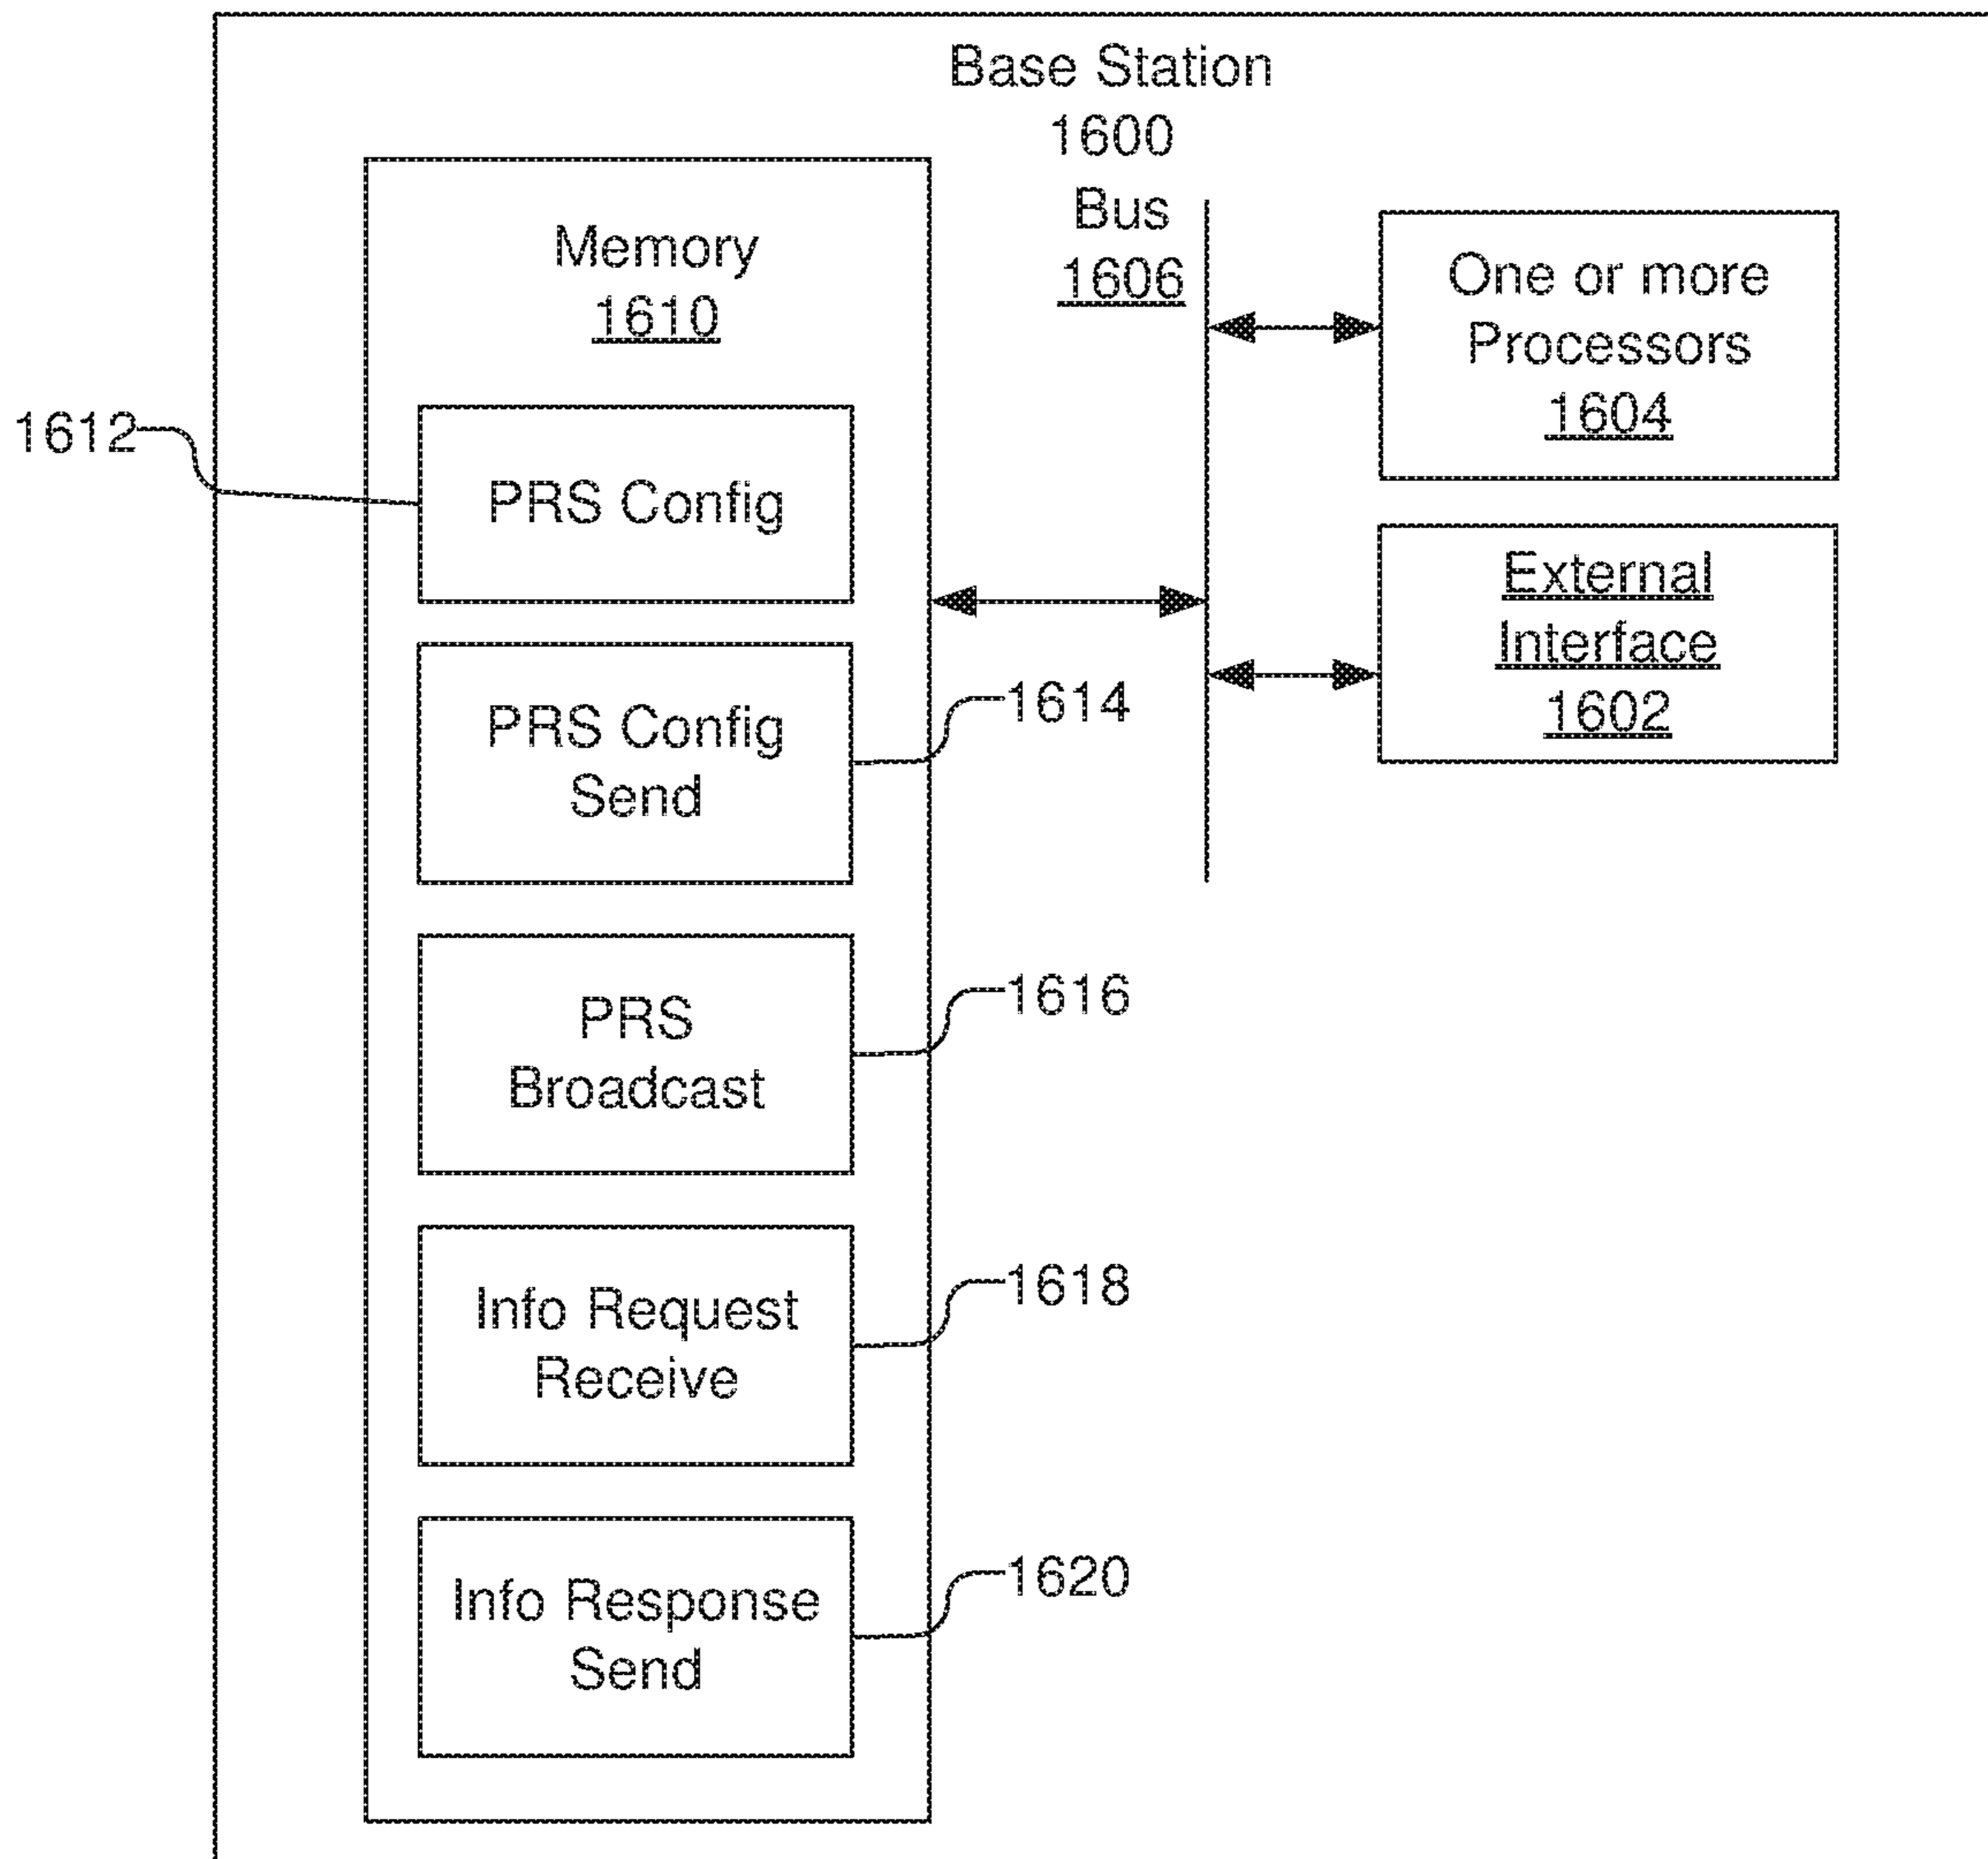 Base Station
1600
Bus
1606
Memory
1610
One or more
Processors
1604
1612
PRS Config
External
Interface
1602
PRS Config
Send
1614
PRS
Broadcast
1616
Info Request
Receive
1618
Info Response
Send
1620